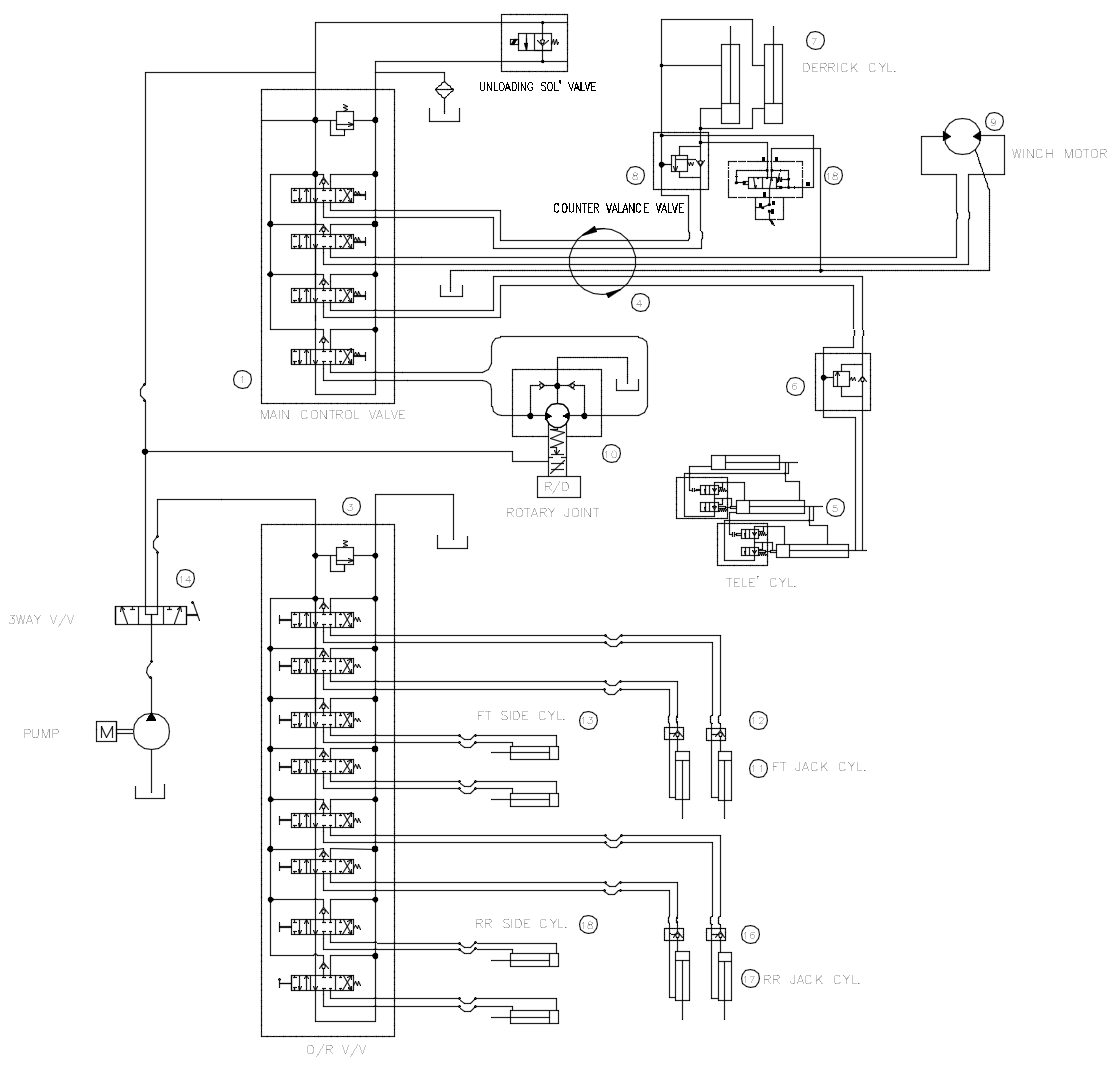 UNLOADING SOL' VALVE
7
DERRICK CYL.
9
WINCH MOTOR
8
18
COUNTER VALANCE VALVE
4
1
MAIN CONTROL VALVE
6
10
R/D
ROTARY JOINT
3
5
TELE' CYL.
14
3WAY V/V
PUMP
M
FT SIDE CYL.
13
12
11
FT JACK CYL.
RR SIDE CYL.
18
16
17
RR JACK CYL.
O/R V/V